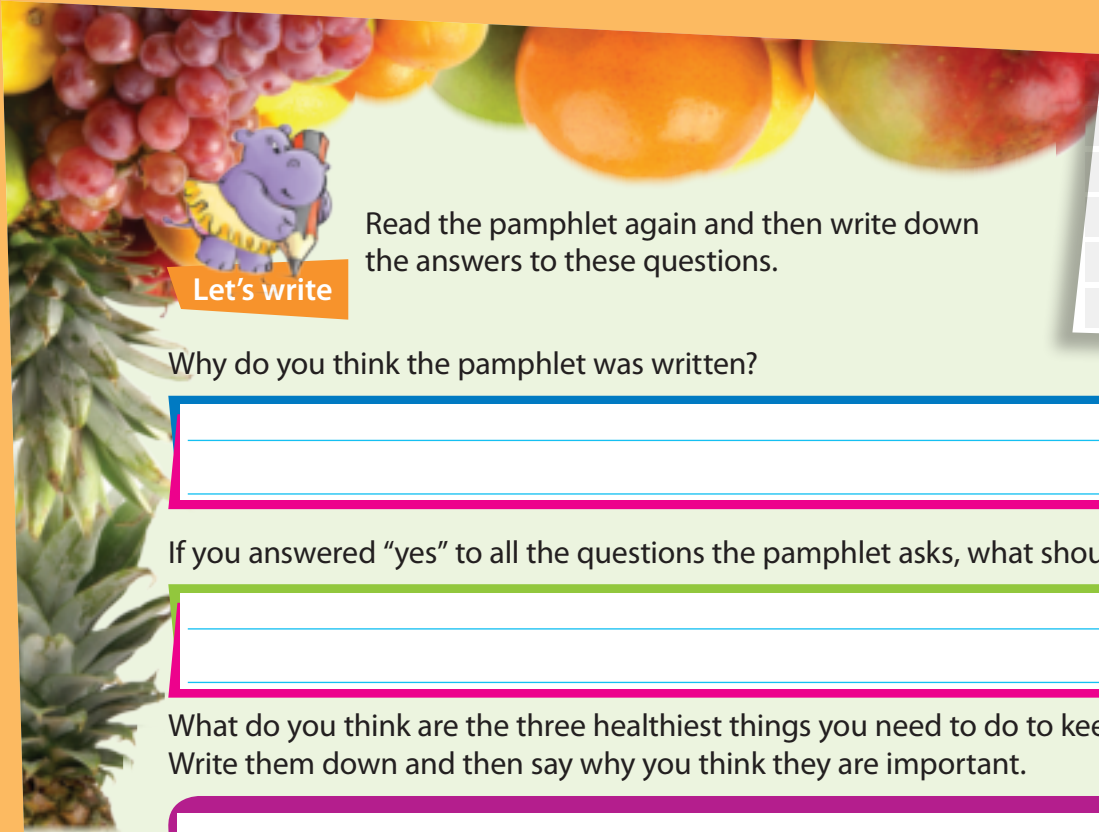 Read the pamphlet again and then write down
the answers to these questions.
Let's write
Why do you think the pamphlet was written?
If you answered “yes” to all the questions the pamphlet asks, what
What do you think are the three healthiest things you need to do to
Write them down and then say why you think they are important.